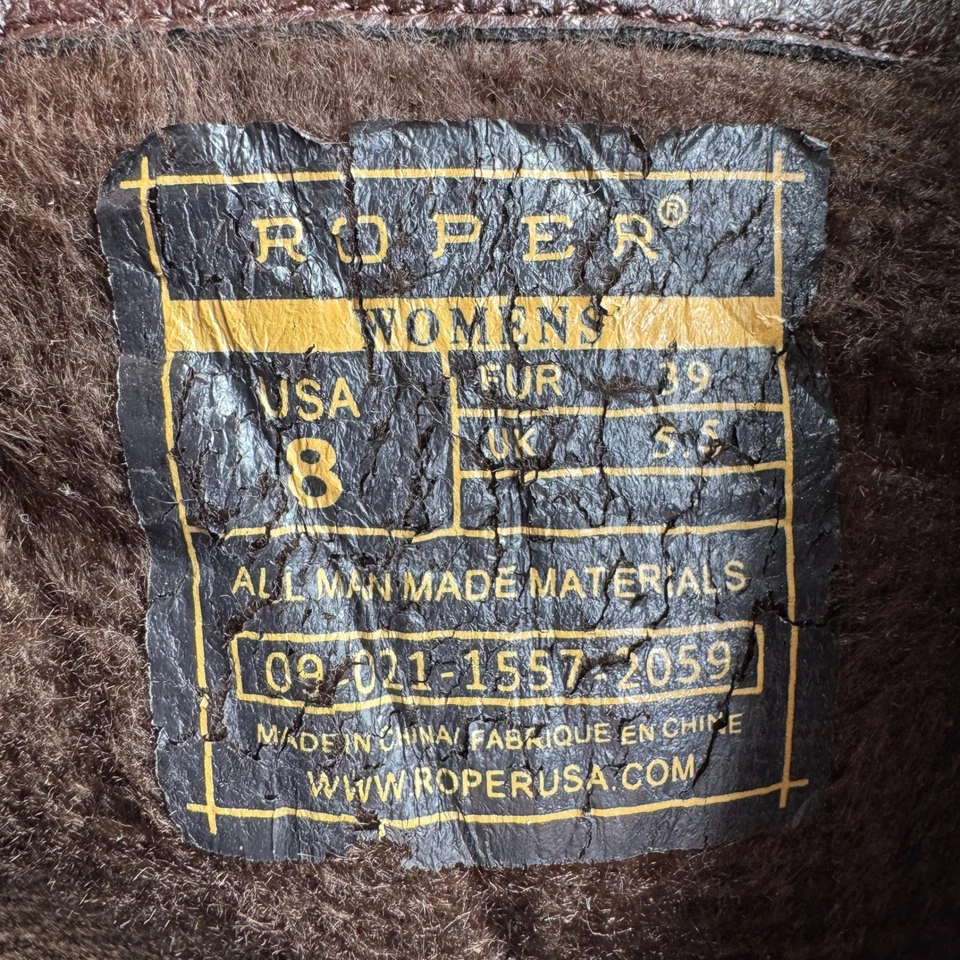 ROPER®
WOMENS
USA
8
EUR 39
UK 5.5
ALL MAN MADE MATERIALS
09-021-1557-2059
MADE IN CHINA/ FABRIQUE EN CHINE
WWW.ROPERUSA.COM